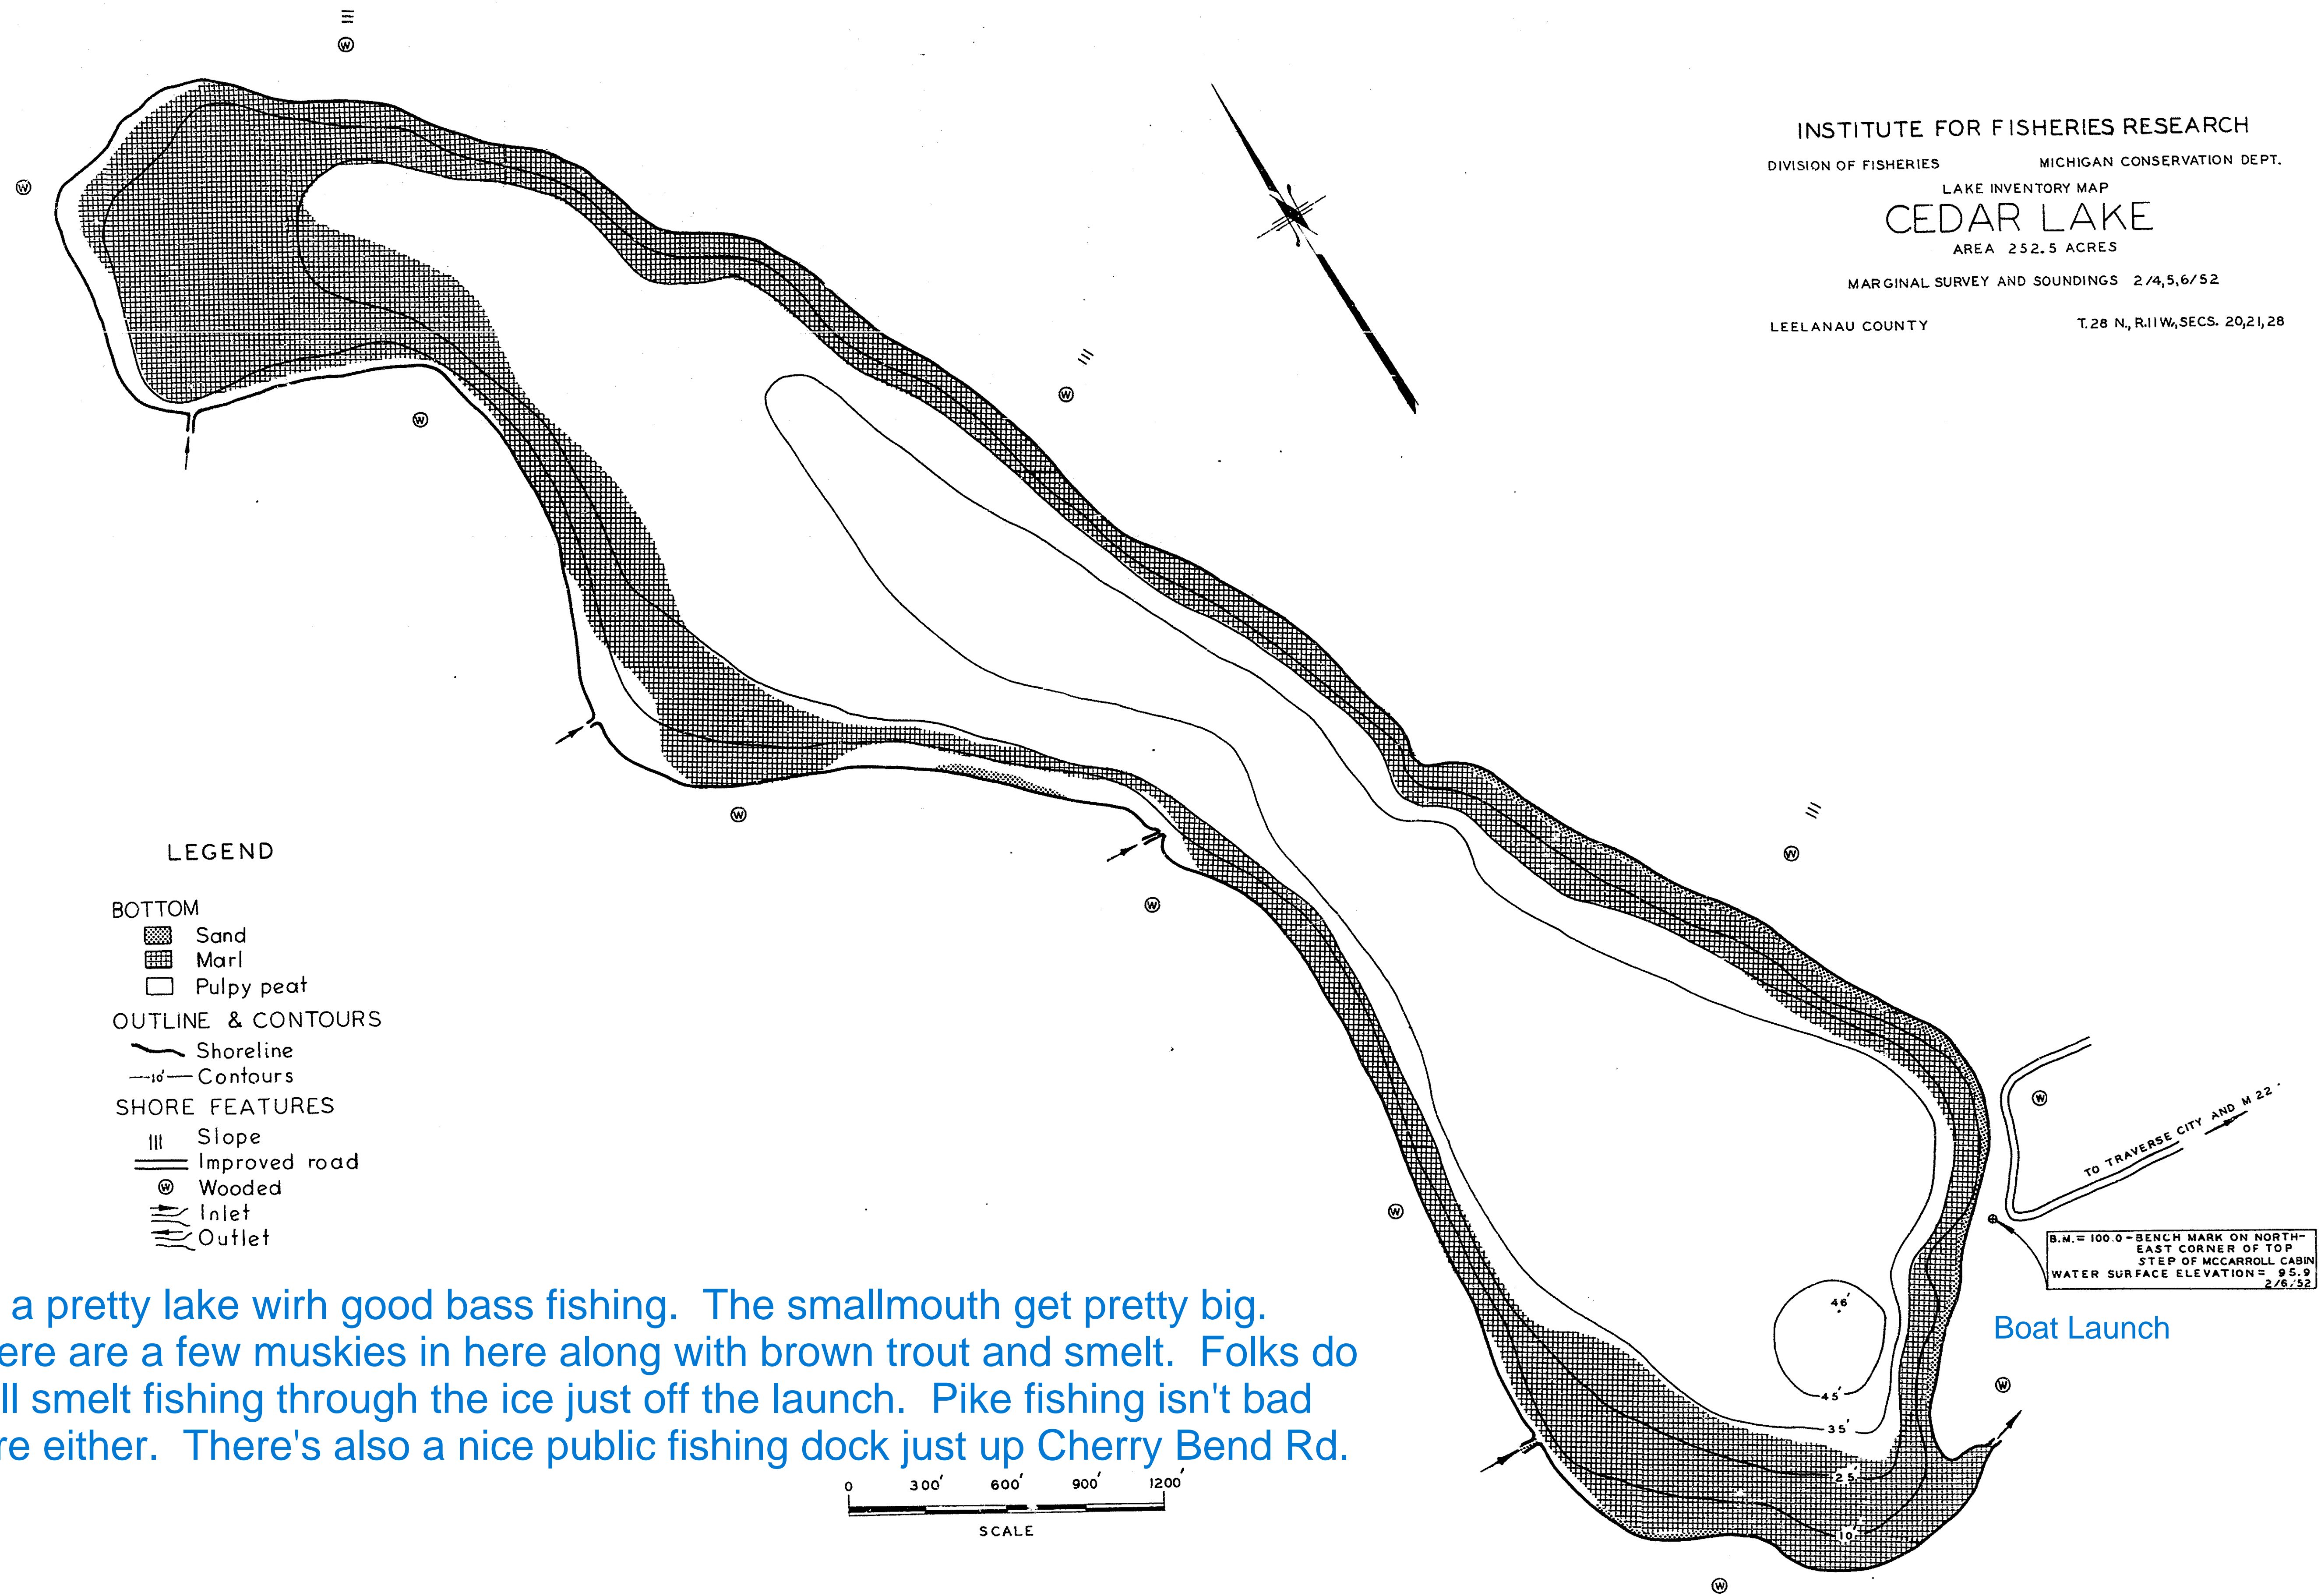 INSTITUTE FOR FISHERIES RESEARCH
DIVISION OF FISHERIES MICHIGAN CONSERVATION DEPT.
LAKE INVENTORY MAP
CEDAR LAKE
AREA 252.5 ACRES
MARGINAL SURVEY AND SOUNDINGS 2/4,5,6/52
LEELANAU COUNTY T.28 N., R.11W., SECS. 20,21,28
W
W
W
W
W
W
W
W
W
W
W
W
LEGEND
BOTTOM
Sand
Marl
Pulpy peat
OUTLINE & CONTOURS
Shoreline
10' Contours
SHORE FEATURES
Slope
Improved road
W Wooded
Inlet
Outlet
TO TRAVERSE CITY AND M 22
B.M. = 100.0 - BENCH MARK ON NORTH-
EAST CORNER OF TOP
STEP OF MCCARROLL CABIN
WATER SURFACE ELEVATION = 95.9
2/6/52
46'
45'
35'
25'
10'
Boat Launch
a pretty lake wirh good bass fishing. The smallmouth get pretty big.
ere are a few muskies in here along with brown trout and smelt. Folks do
ll smelt fishing through the ice just off the launch. Pike fishing isn't bad
re either. There's also a nice public fishing dock just up Cherry Bend Rd.
0 300' 600' 900' 1200'
SCALE